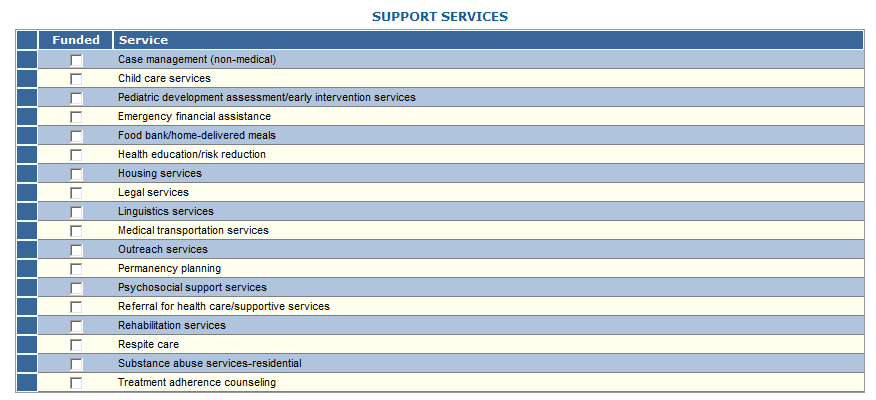 SUPPORT SERVICES
Funded Service
Case management (non-medical)
Child care services
Pediatric development assessment/early intervention services
Emergency financial assistance
Food bank/home-delivered meals
Health education/risk reduction
Housing services
Legal services
Linguistics services
Medical transportation services
Outreach services
Permanency planning
Psychosocial support services
Referral for health care/supportive services
Rehabilitation services
Respite care
Substance abuse services-residential
Treatment adherence counseling